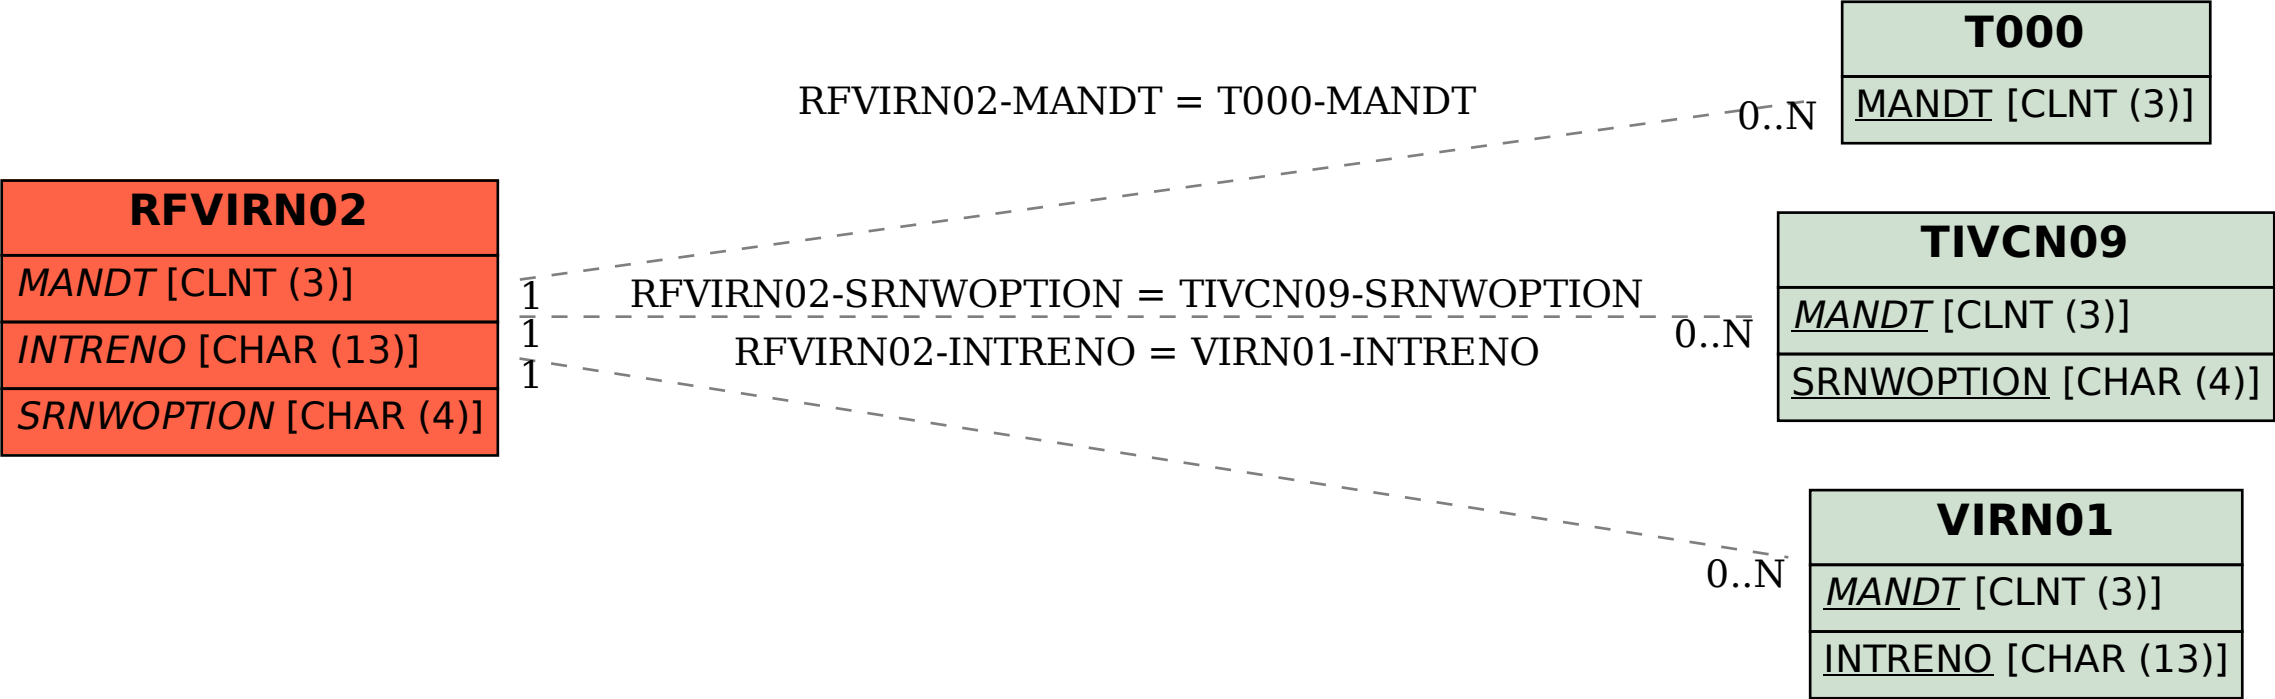 T000
MANDT [CLNT (3)]
RFVIRN02-MANDT = T000-MANDT
0..N
RFVIRN02
MANDT [CLNT (3)]
INTRENO [CHAR (13)]
SRNWOPTION [CHAR (4)]
1
RFVIRN02-SRNWOPTION = TIVCN09-SRNWOPTION
1
0..N
RFVIRN02-INTRENO = VIRN01-INTRENO
1
TIVCN09
MANDT [CLNT (3)]
SRNWOPTION [CHAR (4)]
0..N
VIRN01
MANDT [CLNT (3)]
INTRENO [CHAR (13)]